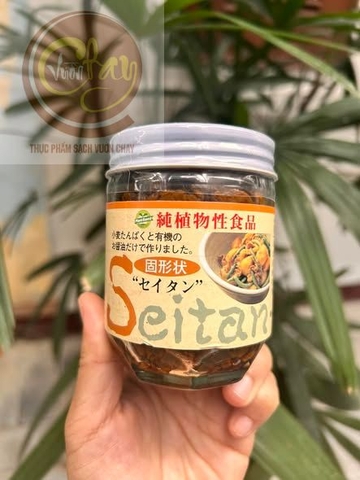 Vườn Chay
THỰC PHẨM SẠCH VƯỜN CHAY
純植物性食品
小麦たんぱくと有機の
お醤油だけで作りました。
固形状
“セイタン”
Seitan